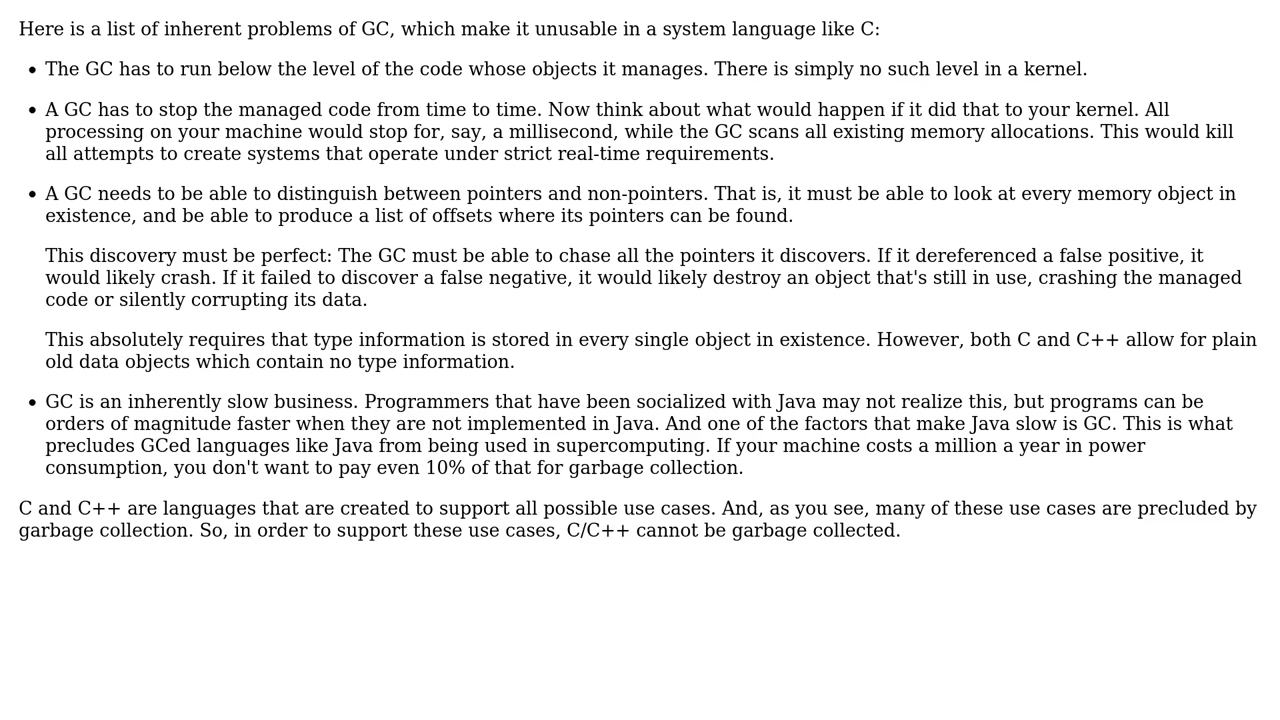 Here is a list of inherent problems of GC, which make it unusable in a system language like C:
• The GC has to run below the level of the code whose objects it manages. There is simply no such level in a kernel.
• A GC has to stop the managed code from time to time. Now think about what would happen if it did that to your kernel. All
processing on your machine would stop for, say, a millisecond, while the GC scans all existing memory allocations. This would kill
all attempts to create systems that operate under strict real-time requirements.
• A GC needs to be able to distinguish between pointers and non-pointers. That is, it must be able to look at every memory object in
existence, and be able to produce a list of offsets where its pointers can be found.
This discovery must be perfect: The GC must be able to chase all the pointers it discovers. If it dereferenced a false positive, it
would likely crash. If it failed to discover a false negative, it would likely destroy an object that's still in use, crashing the managed
code or silently corrupting its data.
This absolutely requires that type information is stored in every single object in existence. However, both C and C++ allow for plain
old data objects which contain no type information.
• GC is an inherently slow business. Programmers that have been socialized with Java may not realize this, but programs can be
orders of magnitude faster when they are not implemented in Java. And one of the factors that make Java slow is GC. This is what
precludes GCed languages like Java from being used in supercomputing. If your machine costs a million a year in power
consumption, you don't want to pay even 10% of that for garbage collection.
C and C++ are languages that are created to support all possible use cases. And, as you see, many of these use cases are precluded by
garbage collection. So, in order to support these use cases, C/C++ cannot be garbage collected.